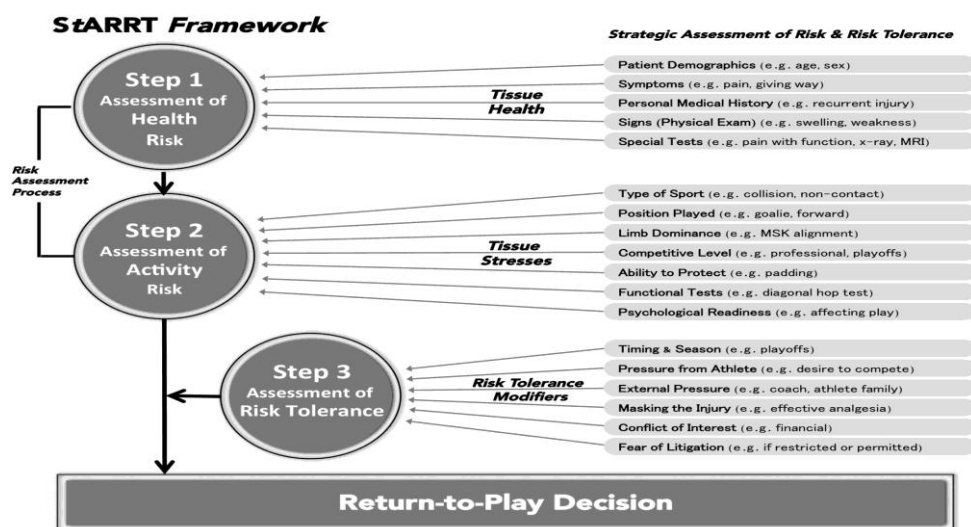 StARRT Framework
Strategic Assessment of Risk & Risk Tolerance
Step 1
Assessment of
Health
Risk
Tissue
Health
Patient Demographics (e.g. age, sex)
Symptoms (e.g. pain, giving way)
Personal Medical History (e.g. recurrent injury)
Signs (Physical Exam) (e.g. swelling, weakness)
Special Tests (e.g. pain with function, x-ray, MRI)
Risk
Assessment
Process
Step 2
Assessment of
Activity
Risk
Tissue
Stresses
Type of Sport (e.g. collision, non-contact)
Position Played (e.g. goalie, forward)
Limb Dominance (e.g. MSK alignment)
Competitive Level (e.g. professional, playoffs)
Ability to Protect (e.g. padding)
Functional Tests (e.g. diagonal hop test)
Psychological Readiness (e.g. affecting play)
Step 3
Assessment of
Risk Tolerance
Risk Tolerance
Modifiers
Timing & Season (e.g. playoffs)
Pressure from Athlete (e.g. desire to compete)
External Pressure (e.g. coach, athlete family)
Masking the Injury (e.g. effective analgesia)
Conflict of Interest (e.g. financial)
Fear of Litigation (e.g. if restricted or permitted)
Return-to-Play Decision